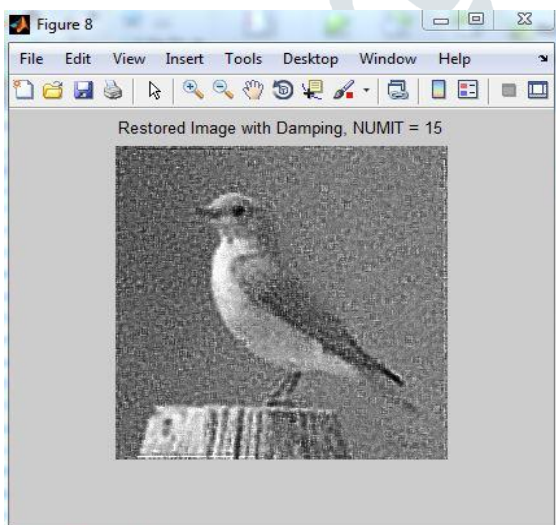 Figure 8
File Edit View Insert Tools Desktop Window Help
Restored Image with Damping, NUMIT = 15